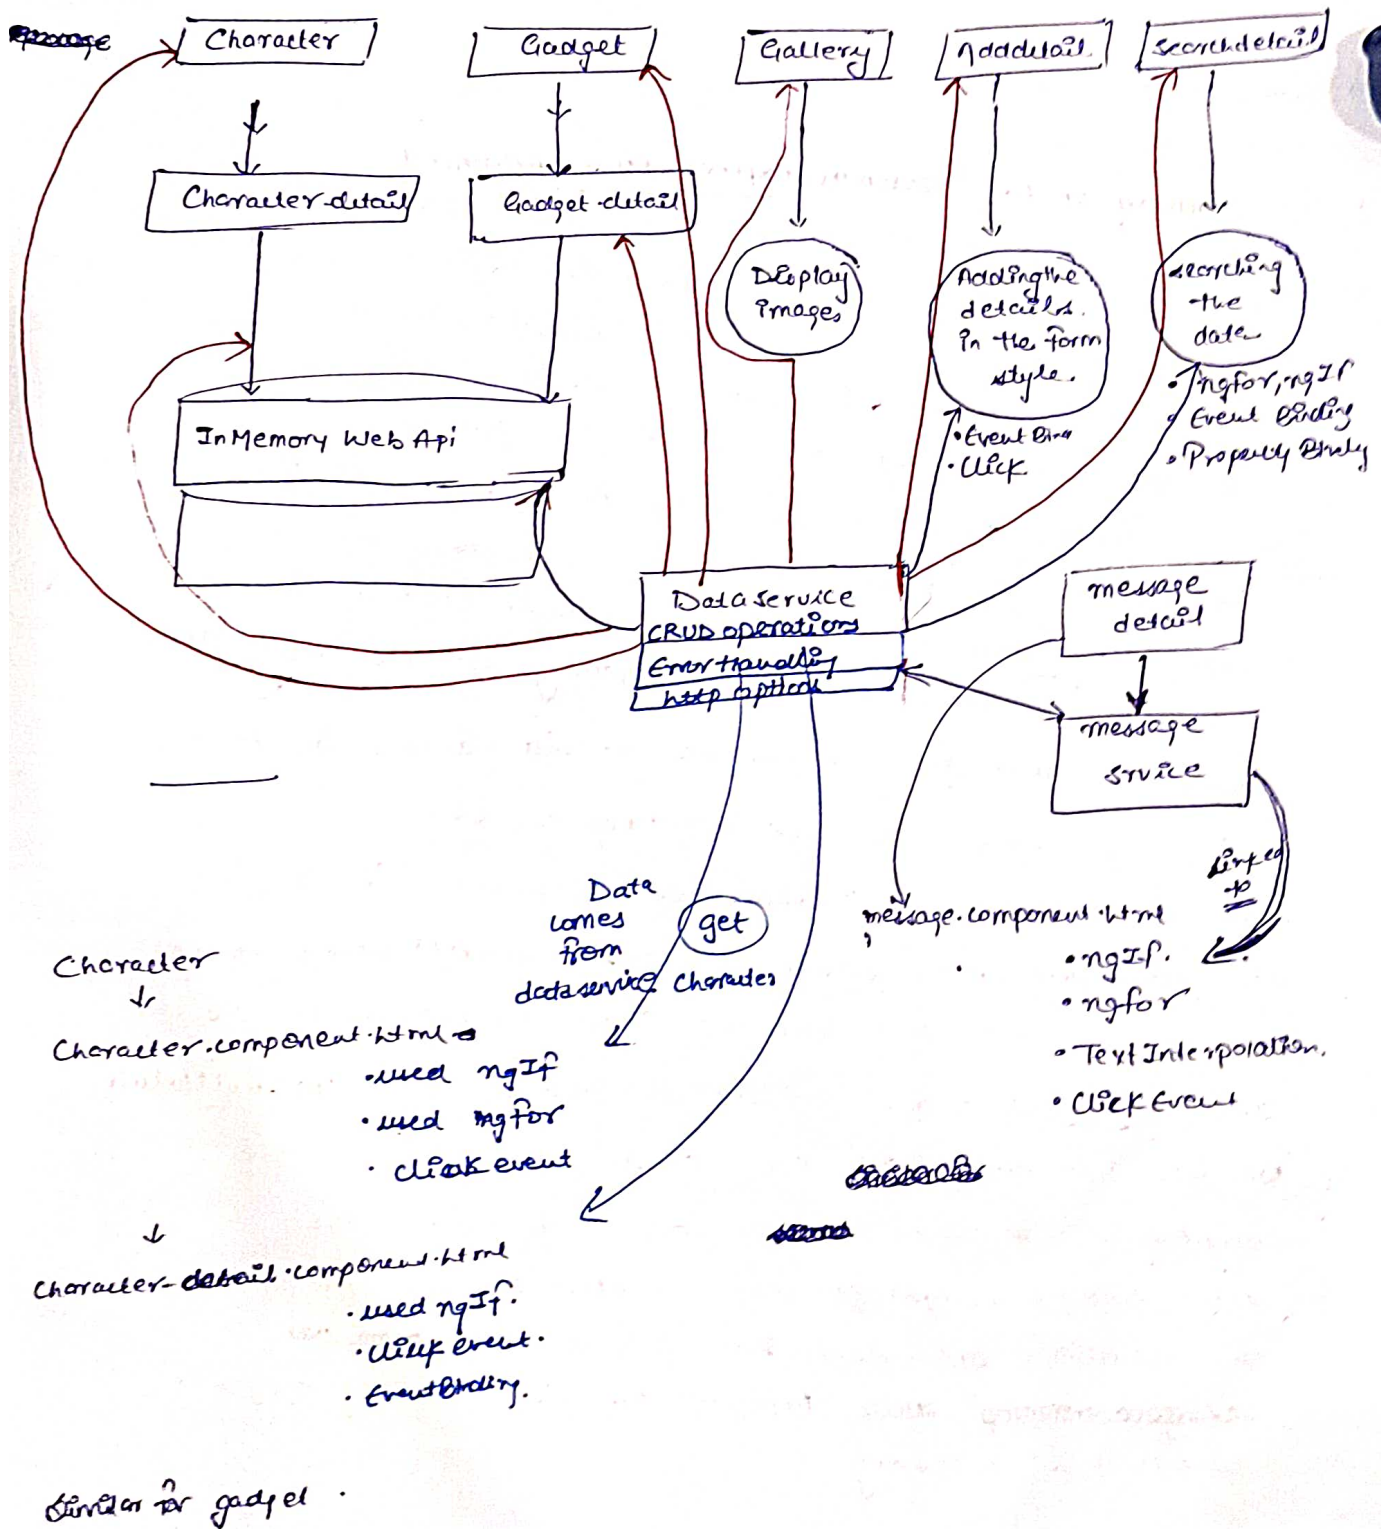 Character
Gadget
Gallery
Adddetail
Searchdetail
Character-detail
Gadget-detail
Display
images
Adding the
details.
in the form
style.
searching
the
data
• Event Bin
• Click
• ngfor, ngIf
• Event Binding
• Property Binding
InMemory Web Api
Data service
CRUD operations
Error Handling
http options
message
detail
message
srvice
linked
to
Data
comes
from
dataservice
get
Character
message.component.html
• ngIf.
• ngfor
• Text Interpolation.
• Click Event
Character
Character.component.html
• used ngIf
• used ngfor
• click event
Character-detail.component.html
• used ngIf.
• click event.
• Event Binding.
Similar for gadget.